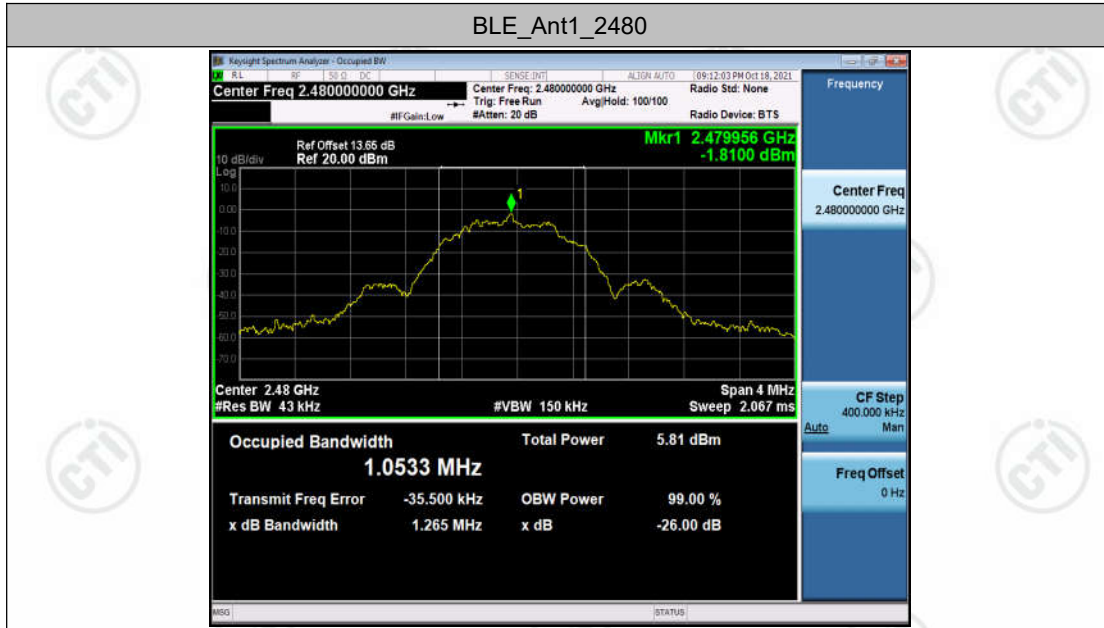 BLE_Ant1_2480
Keysight Spectrum Analyzer - Occupied BW
RL RF 50 Ω DC SENSE:INT ALIGN AUTO 09:12:03 PM Oct 18, 2021
Center Freq 2.480000000 GHz Center Freq: 2.480000000 GHz Radio Std: None
Trig: Free Run Avg|Hold: 100/100
#IFGain:Low #Atten: 20 dB Radio Device: BTS
Frequency
Ref Offset 13.65 dB Mkr1 2.479956 GHz
10 dB/div Ref 20.00 dBm -1.8100 dBm
Log
10.0
0.00
-10.0
-20.0
-30.0
-40.0
-50.0
-60.0
-70.0
1
Center Freq
2.480000000 GHz
Center 2.48 GHz Span 4 MHz
#Res BW 43 kHz #VBW 150 kHz Sweep 2.067 ms
CF Step
400.000 kHz
Auto Man
Occupied Bandwidth Total Power 5.81 dBm
1.0533 MHz
Transmit Freq Error -35.500 kHz OBW Power 99.00 %
x dB Bandwidth 1.265 MHz x dB -26.00 dB
Freq Offset
0 Hz
MSG STATUS
CTI
CTI
CTI
CTI